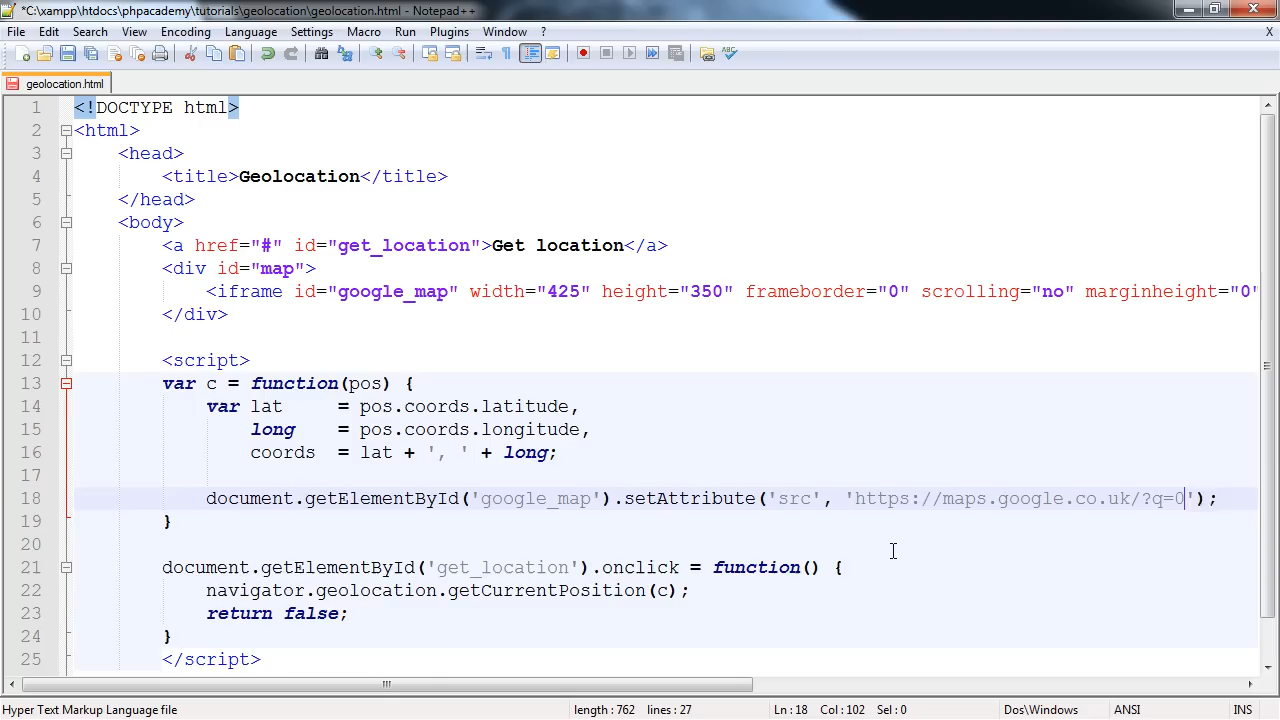 *C:\xampp\htdocs\phpacademy\tutorials\geolocation\geolocation.html - Notepad++
File Edit Search View Encoding Language Settings Macro Run Plugins Window ? X
geolocation.html
1 <!DOCTYPE html>
2 <html>
3 <head>
4 <title>Geolocation</title>
5 </head>
6 <body>
7 <a href="#" id="get_location">Get location</a>
8 <div id="map">
9 <iframe id="google_map" width="425" height="350" frameborder="0" scrolling="no" marginheight="0"
10 </div>
11
12 <script>
13 var c = function(pos) {
14 var lat = pos.coords.latitude,
15 long = pos.coords.longitude,
16 coords = lat + ', ' + long;
17
18 document.getElementById('google_map').setAttribute('src', 'https://maps.google.co.uk/?q=0');
19 }
20
21 document.getElementById('get_location').onclick = function() {
22 navigator.geolocation.getCurrentPosition(c);
23 return false;
24 }
25 </script>
Hyper Text Markup Language file length : 762 lines : 27 Ln : 18 Col : 102 Sel : 0 Dos\Windows ANSI INS